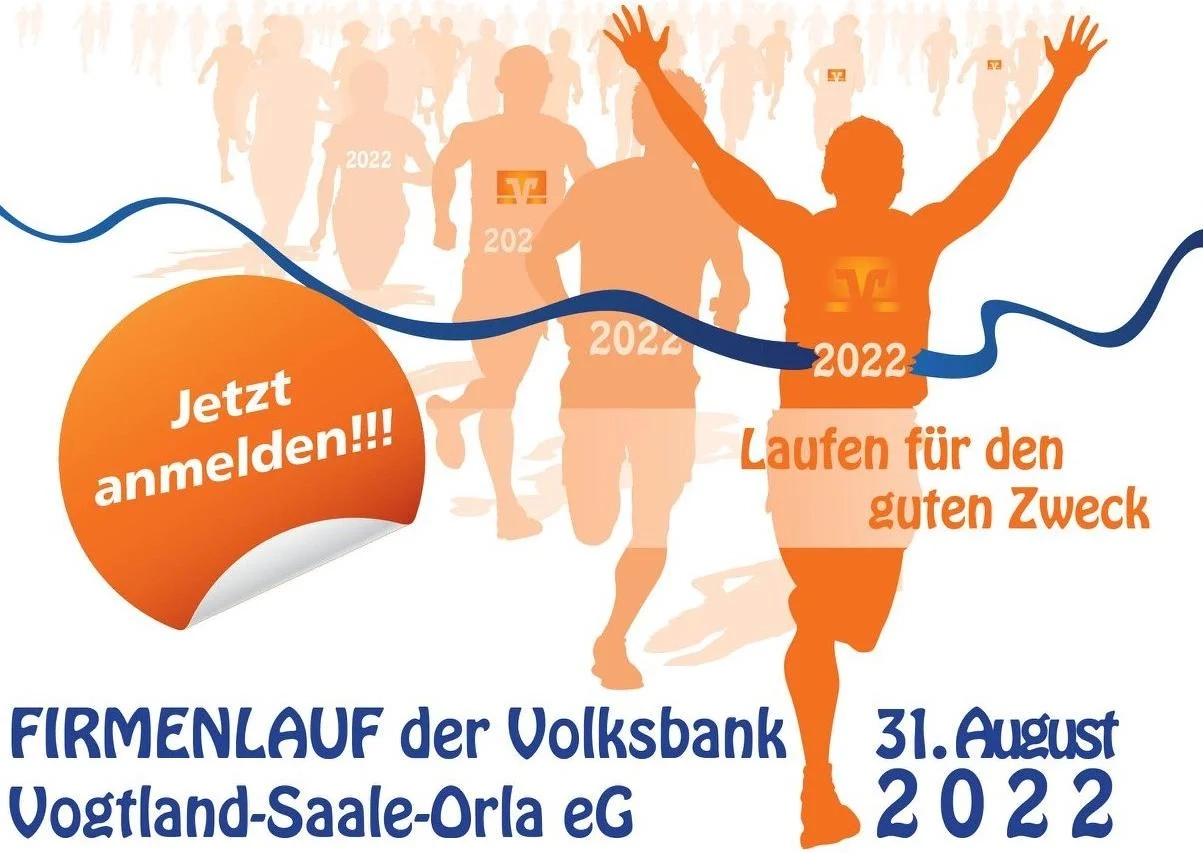 2022
202
2022
2022
Jetzt
anmelden!!!
Laufen für den
guten Zweck
FIRMENLAUF der Volksbank
Vogtland-Saale-Orla eG
31. August
2022